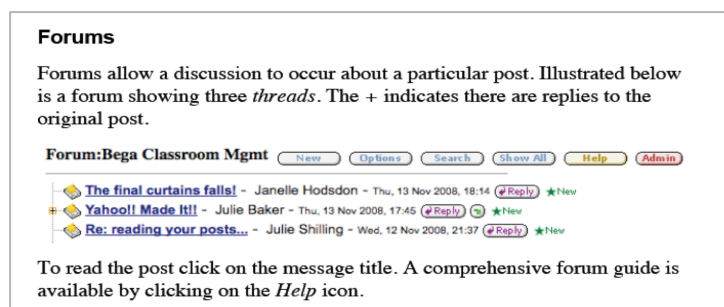 Forums
Forums allow a discussion to occur about a particular post. Illustrated below
is a forum showing three threads. The + indicates there are replies to the
original post.
Forum:Bega Classroom Mgmt New Options Search Show All Help Admin
The final curtains falls! - Janelle Hodsdon - Thu, 13 Nov 2008, 18:14 Reply New
+ Yahoo!! Made It!! - Julie Baker - Thu, 13 Nov 2008, 17:45 Reply New
Re: reading your posts... - Julie Shilling - Wed, 12 Nov 2008, 21:37 Reply New
To read the post click on the message title. A comprehensive forum guide is
available by clicking on the Help icon.